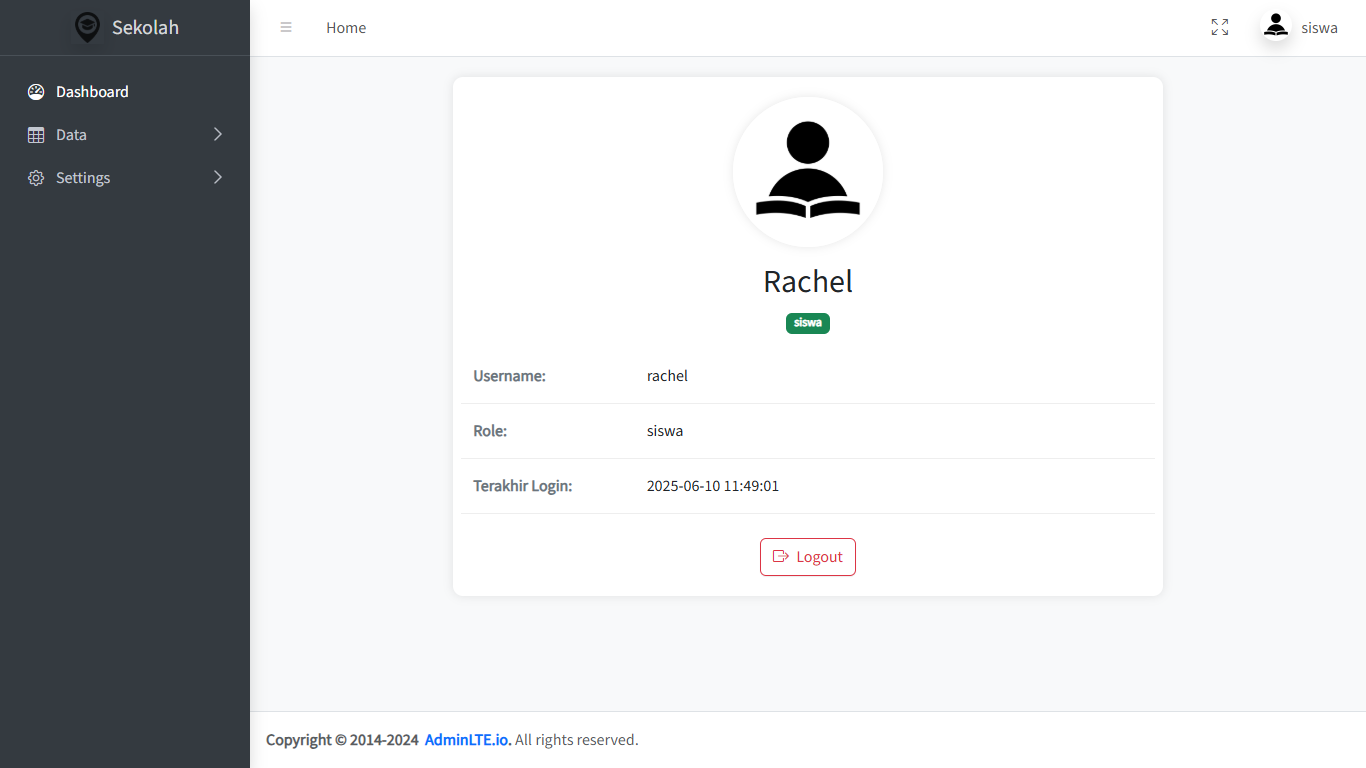 Sekolah
Home
siswa
Dashboard
Data
Settings
Rachel
siswa
Username: rachel
Role: siswa
Terakhir Login: 2025-06-10 11:49:01
Logout
Copyright © 2014-2024 AdminLTE.io. All rights reserved.